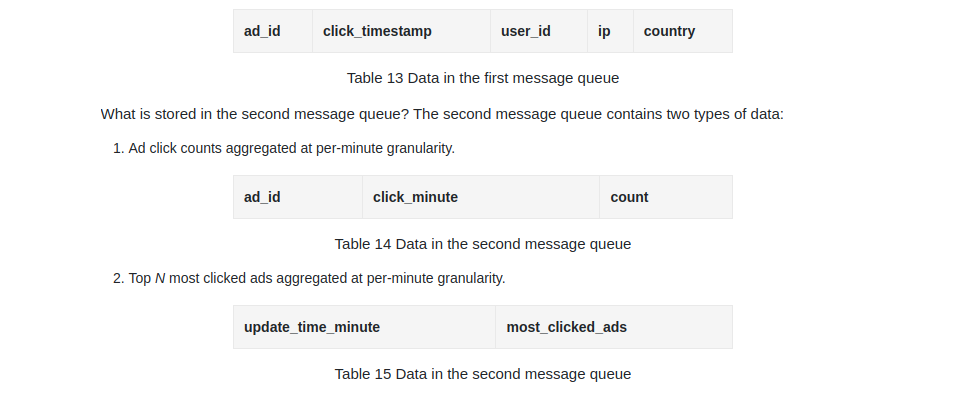 ad_id click_timestamp user_id ip country
Table 13 Data in the first message queue
What is stored in the second message queue? The second message queue contains two types of data:
1. Ad click counts aggregated at per-minute granularity.
ad_id click_minute count
Table 14 Data in the second message queue
2. Top N most clicked ads aggregated at per-minute granularity.
update_time_minute most_clicked_ads
Table 15 Data in the second message queue